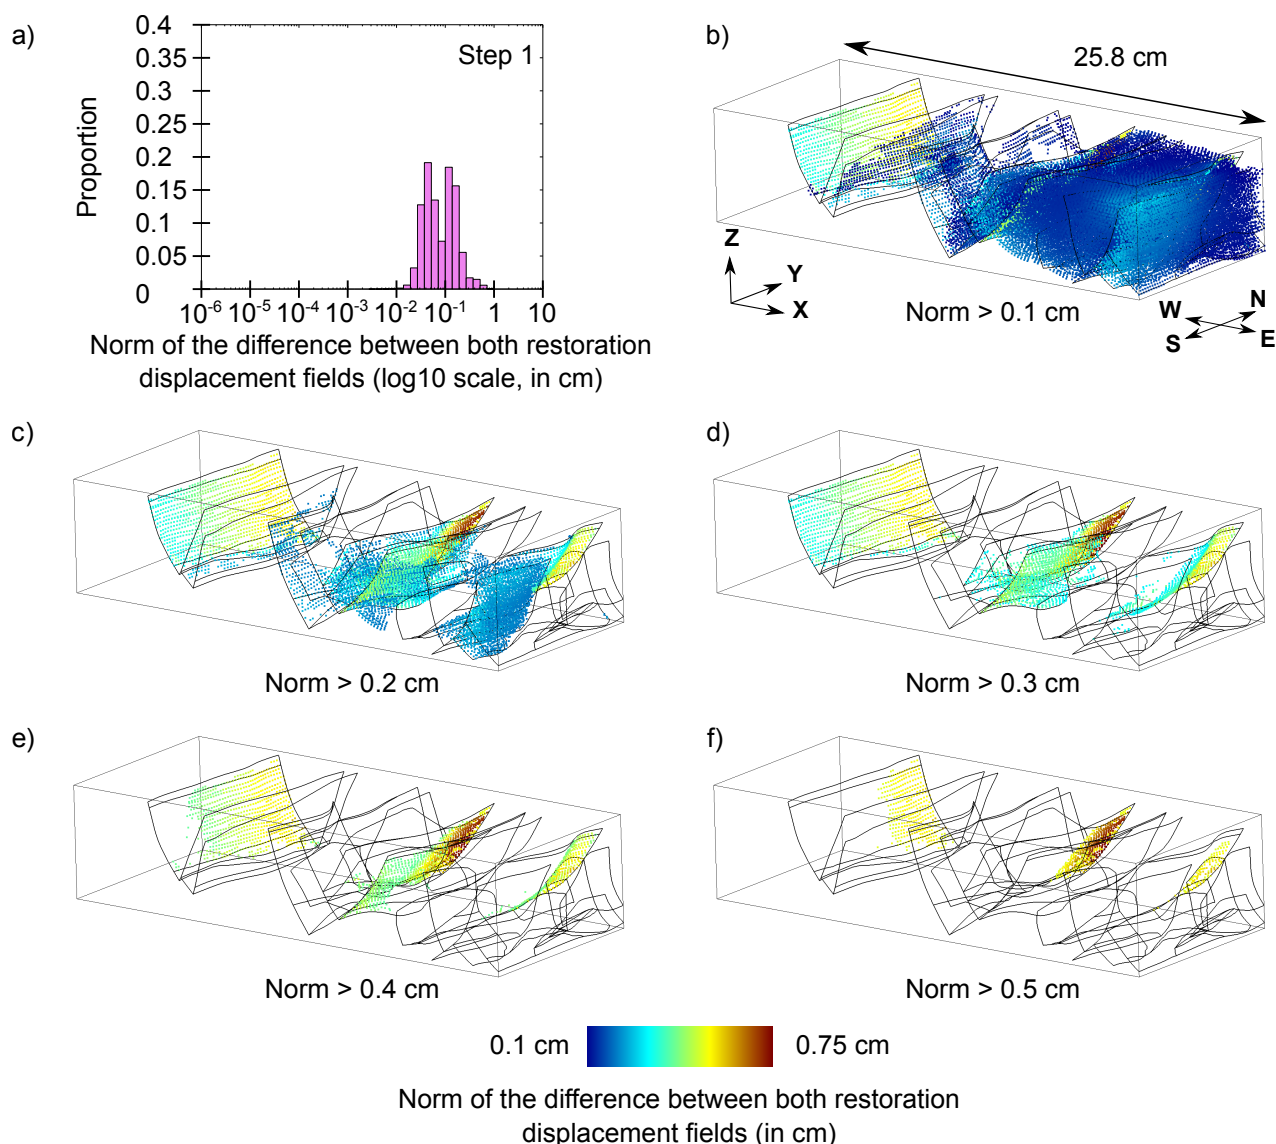 a)
0.4
0.35
0.3
0.25
0.2
0.15
0.1
0.05
0
Proportion
Step 1
10-6 10-5 10-4 10-3 10-2 10-1 1 10
Norm of the difference between both restoration
displacement fields (log10 scale, in cm)
b)
25.8 cm
Z
Y
X
Norm > 0.1 cm
W N
S E
c)
Norm > 0.2 cm
d)
Norm > 0.3 cm
e)
Norm > 0.4 cm
f)
Norm > 0.5 cm
0.1 cm 0.75 cm
Norm of the difference between both restoration
displacement fields (in cm)